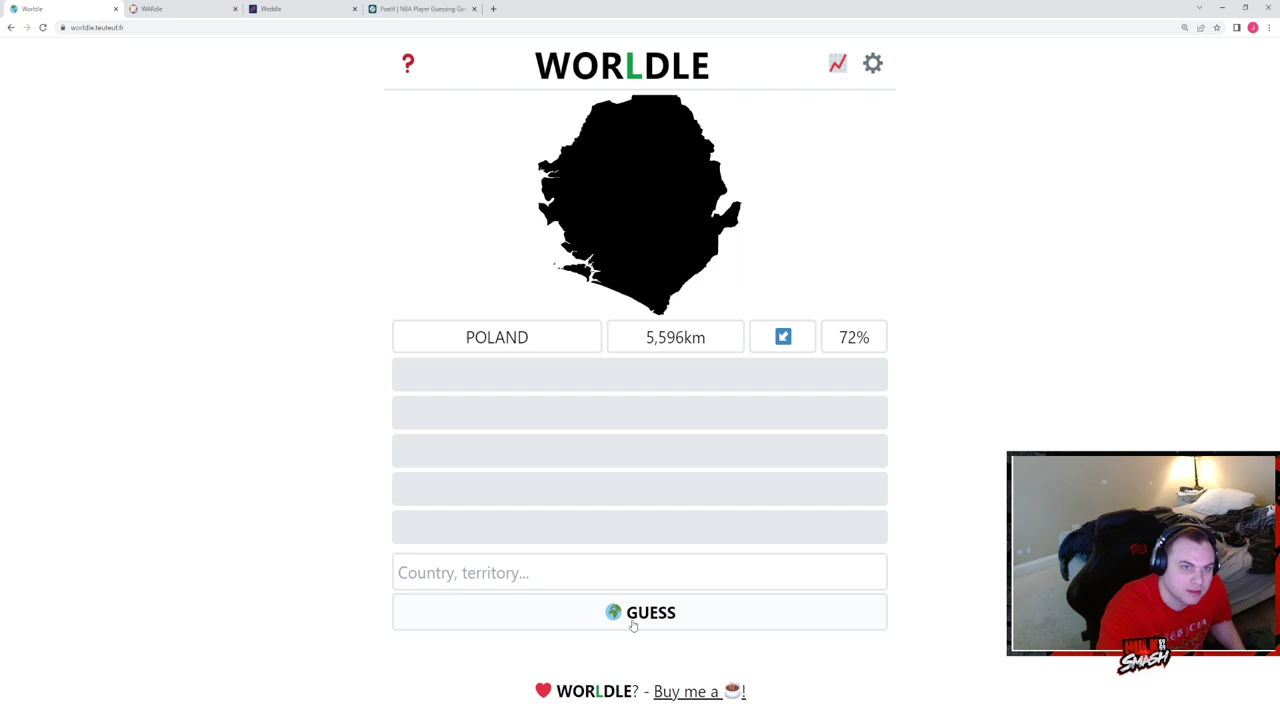 Worldle
WARdle
Weddle
Poeltl | NBA Player Guessing Ga
worldle.teuteuf.fr
J
?
WORLDLE
POLAND 5,596km 72%
Country, territory...
GUESS
WORLDLE? - Buy me a !
SMASH